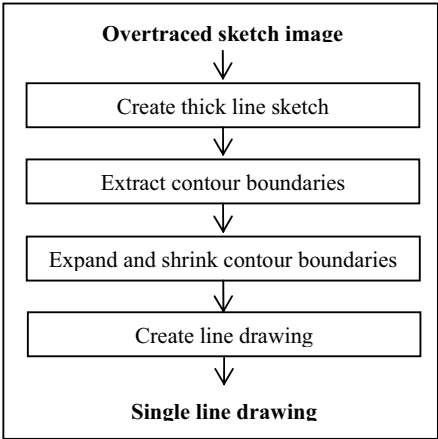 Overtraced sketch image
Create thick line sketch
Extract contour boundaries
Expand and shrink contour boundaries
Create line drawing
Single line drawing